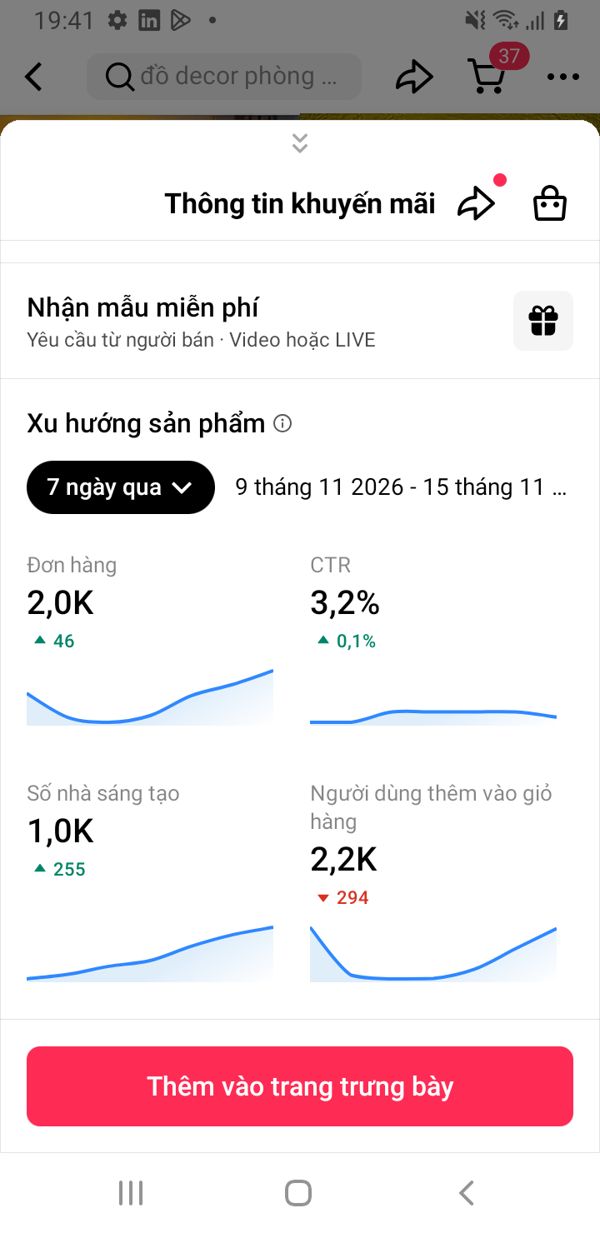 19:41
đồ decor phòng ...
37
Thông tin khuyến mãi
Nhận mẫu miễn phí
Yêu cầu từ người bán · Video hoặc LIVE
Xu hướng sản phẩm
7 ngày qua
9 tháng 11 2026 - 15 tháng 11 ...
Đơn hàng
2,0K
46
CTR
3,2%
0,1%
Số nhà sáng tạo
1,0K
255
Người dùng thêm vào giỏ
hàng
2,2K
294
Thêm vào trang trưng bày